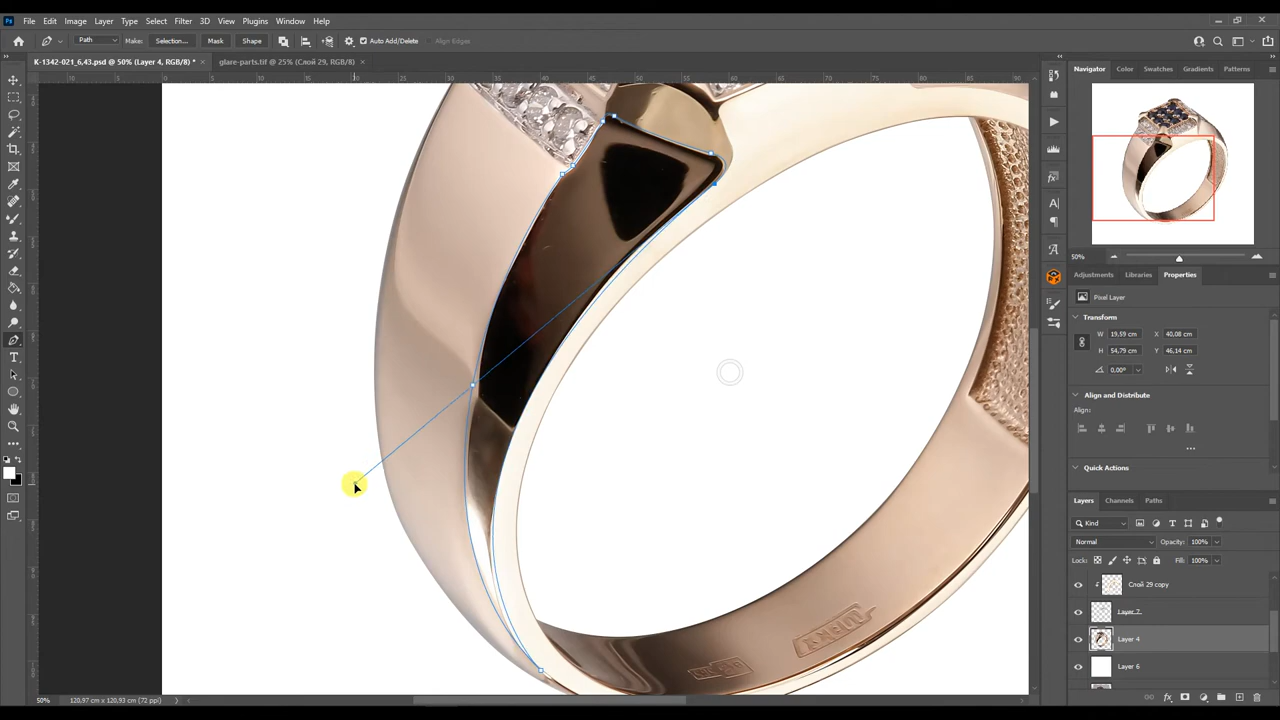 File Edit Image Layer Type Select Filter 3D View Plugins Window Help
Path Make: Selection... Mask Shape Auto Add/Delete Align Edges
K-1342-021_6,43.psd @ 50% (Layer 4, RGB/8) * × glare-parts.tif @ 25% (Слой 29, RGB/8) ×
Navigator Color Swatches Gradients Patterns
50%
Adjustments Libraries Properties
Pixel Layer
Transform
W 19,59 cm X 40,08 cm
H 54,79 cm Y 46,14 cm
0,00°
Align and Distribute
Align:
Quick Actions
Layers Channels Paths
Kind
Normal Opacity: 100%
Lock: Fill: 100%
Слой 29 copy
Layer 7
Layer 4
Layer 6
50% 120,97 cm x 120,93 cm (72 ppi)